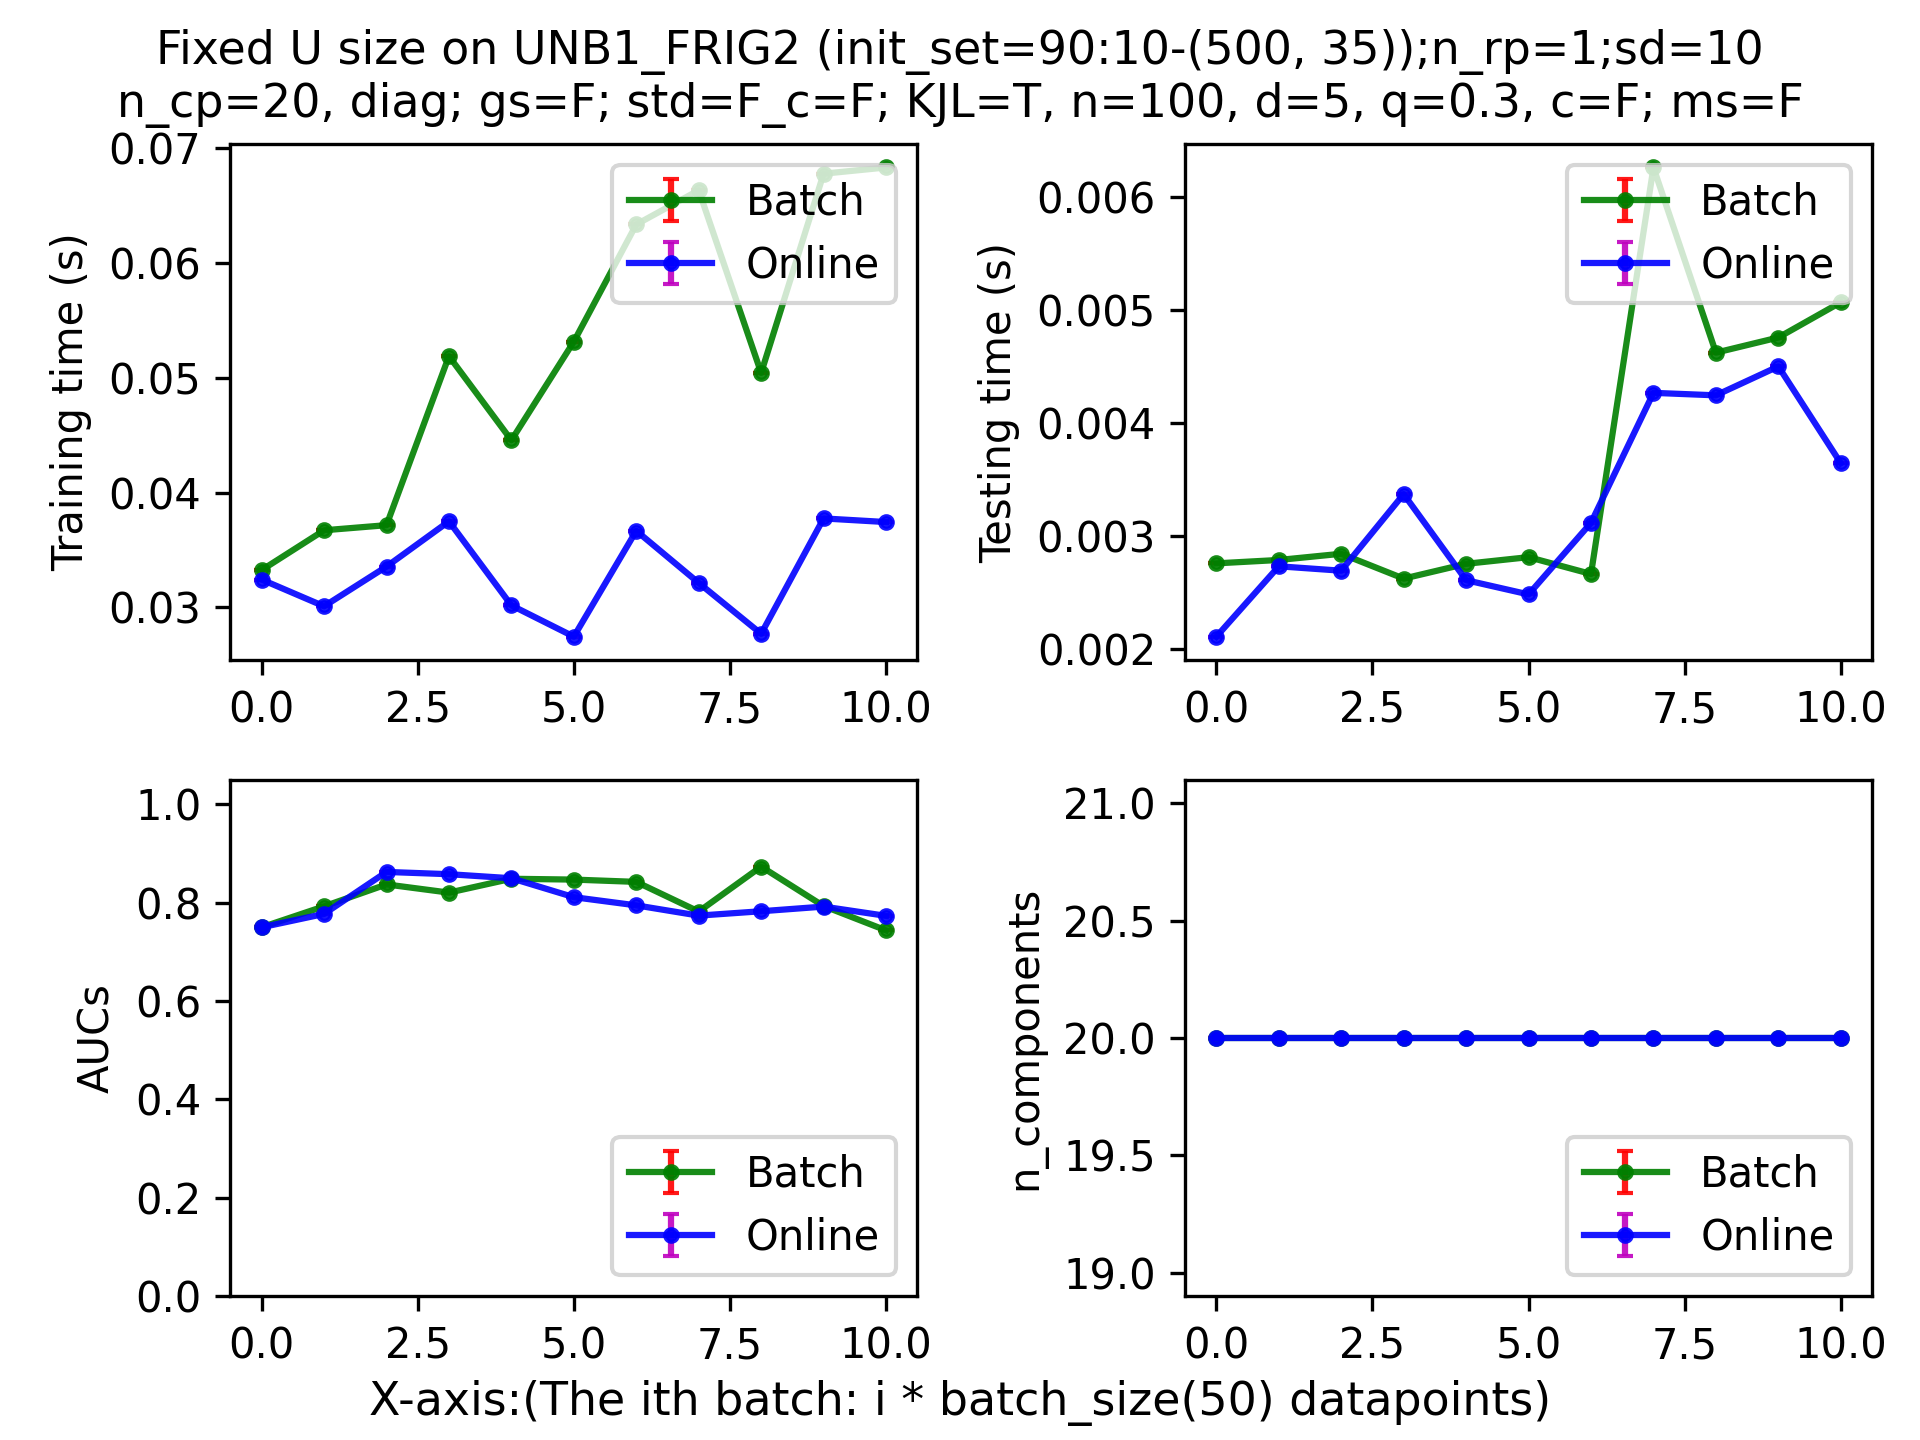 Fixed U size on UNB1_FRIG2 (init_set=90:10-(500, 35));n_rp=1;sd=10
n_cp=20, diag; gs=F; std=F_c=F; KJL=T, n=100, d=5, q=0.3, c=F; ms=F
Training time (s)
0.07
0.06
0.05
0.04
0.03
0.0 2.5 5.0 7.5 10.0
Batch
Online
Testing time (s)
0.006
0.005
0.004
0.003
0.002
0.0 2.5 5.0 7.5 10.0
Batch
Online
AUCs
1.0
0.8
0.6
0.4
0.2
0.0
0.0 2.5 5.0 7.5 10.0
Batch
Online
n_components
21.0
20.5
20.0
19.5
19.0
0.0 2.5 5.0 7.5 10.0
Batch
Online
X-axis:(The ith batch: i * batch_size(50) datapoints)